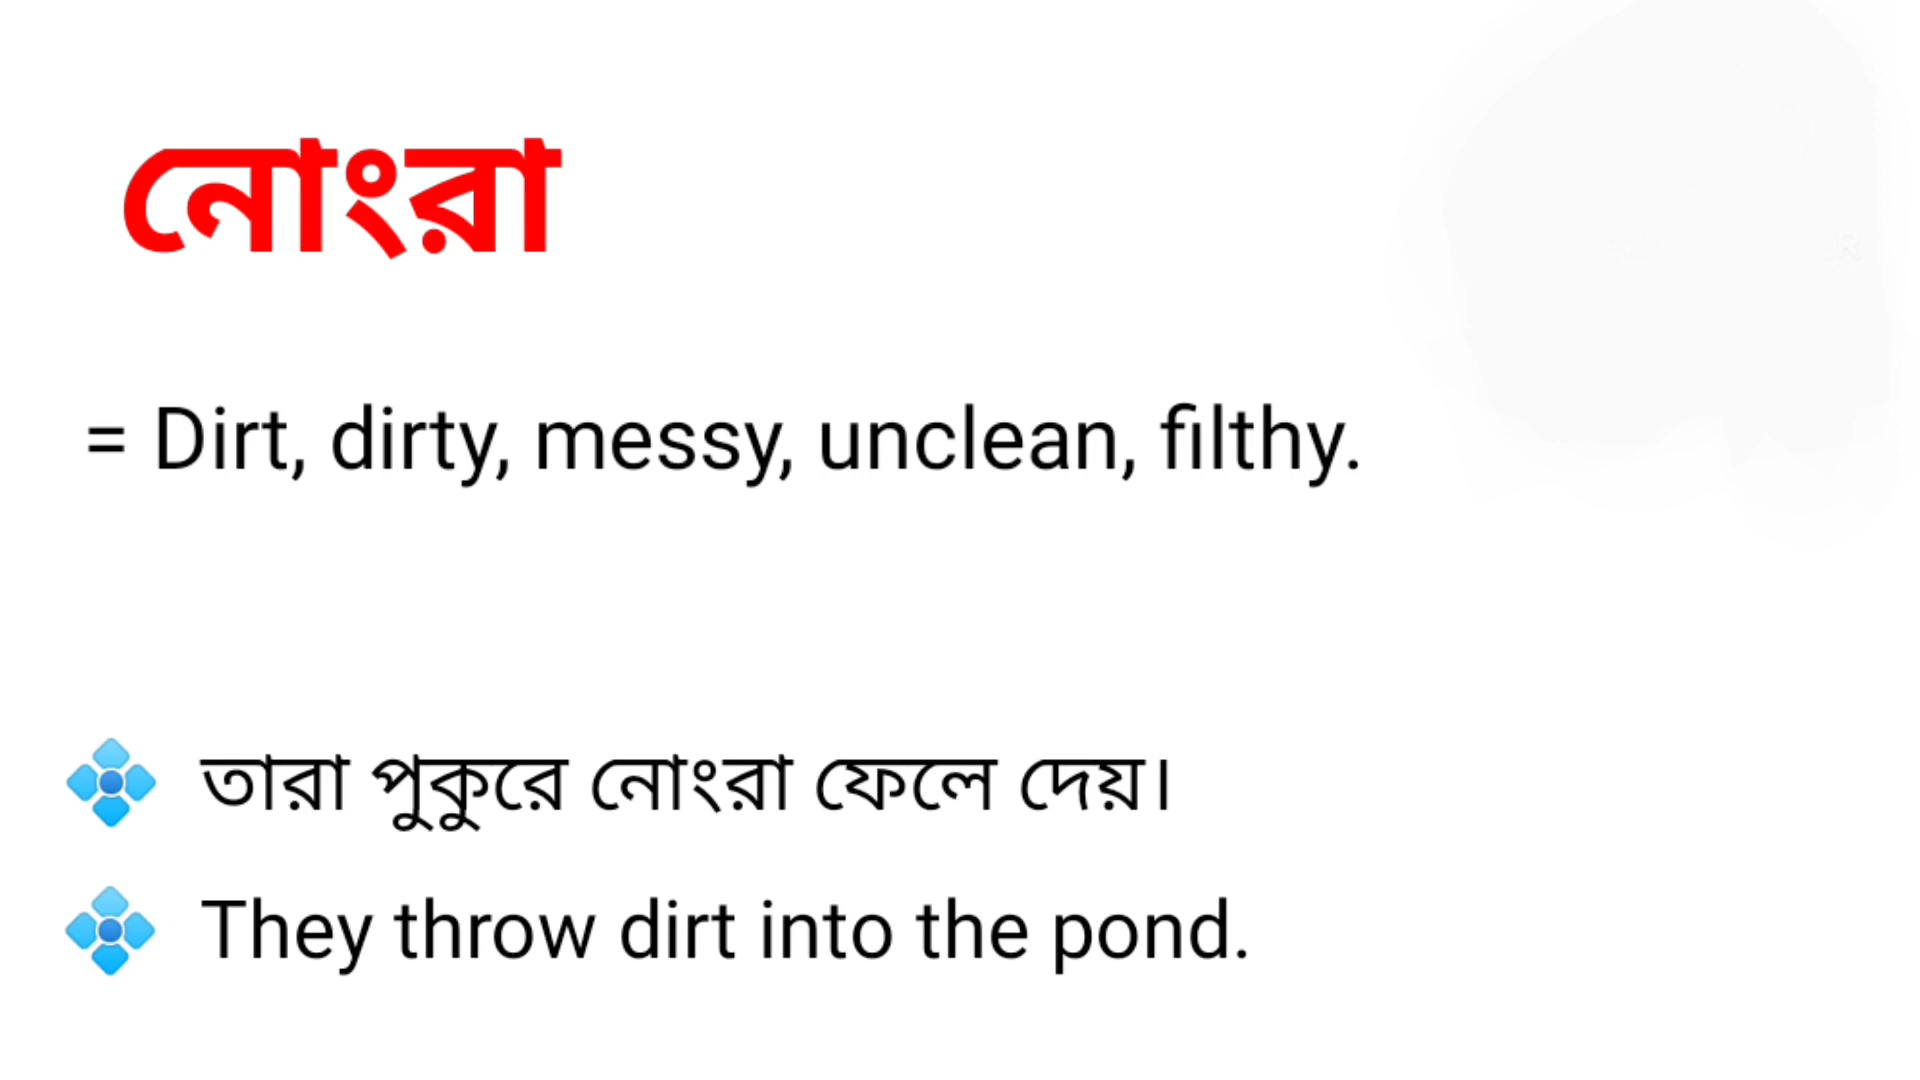 নোংরা
= Dirt, dirty, messy, unclean, filthy.
তারা পুকুরে নোংরা ফেলে দেয়।
They throw dirt into the pond.